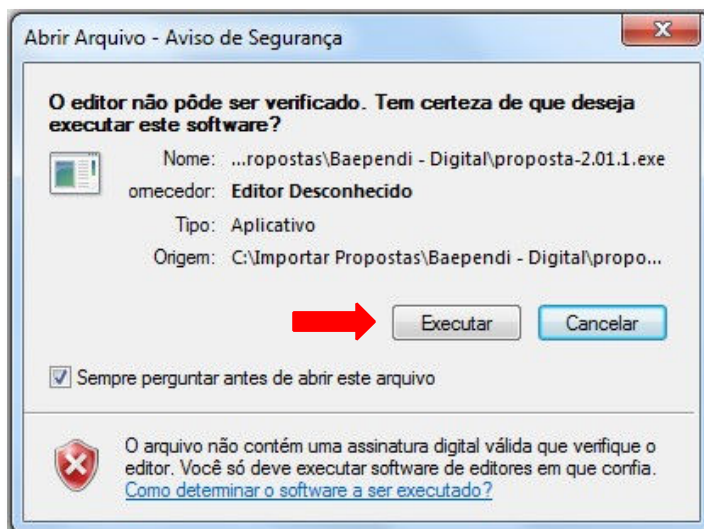 Abrir Arquivo - Aviso de Segurança
O editor não pôde ser verificado. Tem certeza de que deseja
executar este software?
Nome: ...ropostas\Baependi - Digital\proposta-2.01.1.exe
ornecedor: Editor Desconhecido
Tipo: Aplicativo
Origem: C:\Importar Propostas\Baependi - Digital\propo...
Executar Cancelar
Sempre perguntar antes de abrir este arquivo
O arquivo não contém uma assinatura digital válida que verifique o
editor. Você só deve executar software de editores em que confia.
Como determinar o software a ser executado?